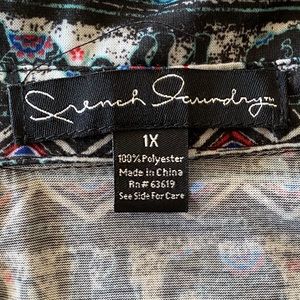 French Laundry™
1X
100% Polyester
Made in China
Rn# 63619
See Side For Care